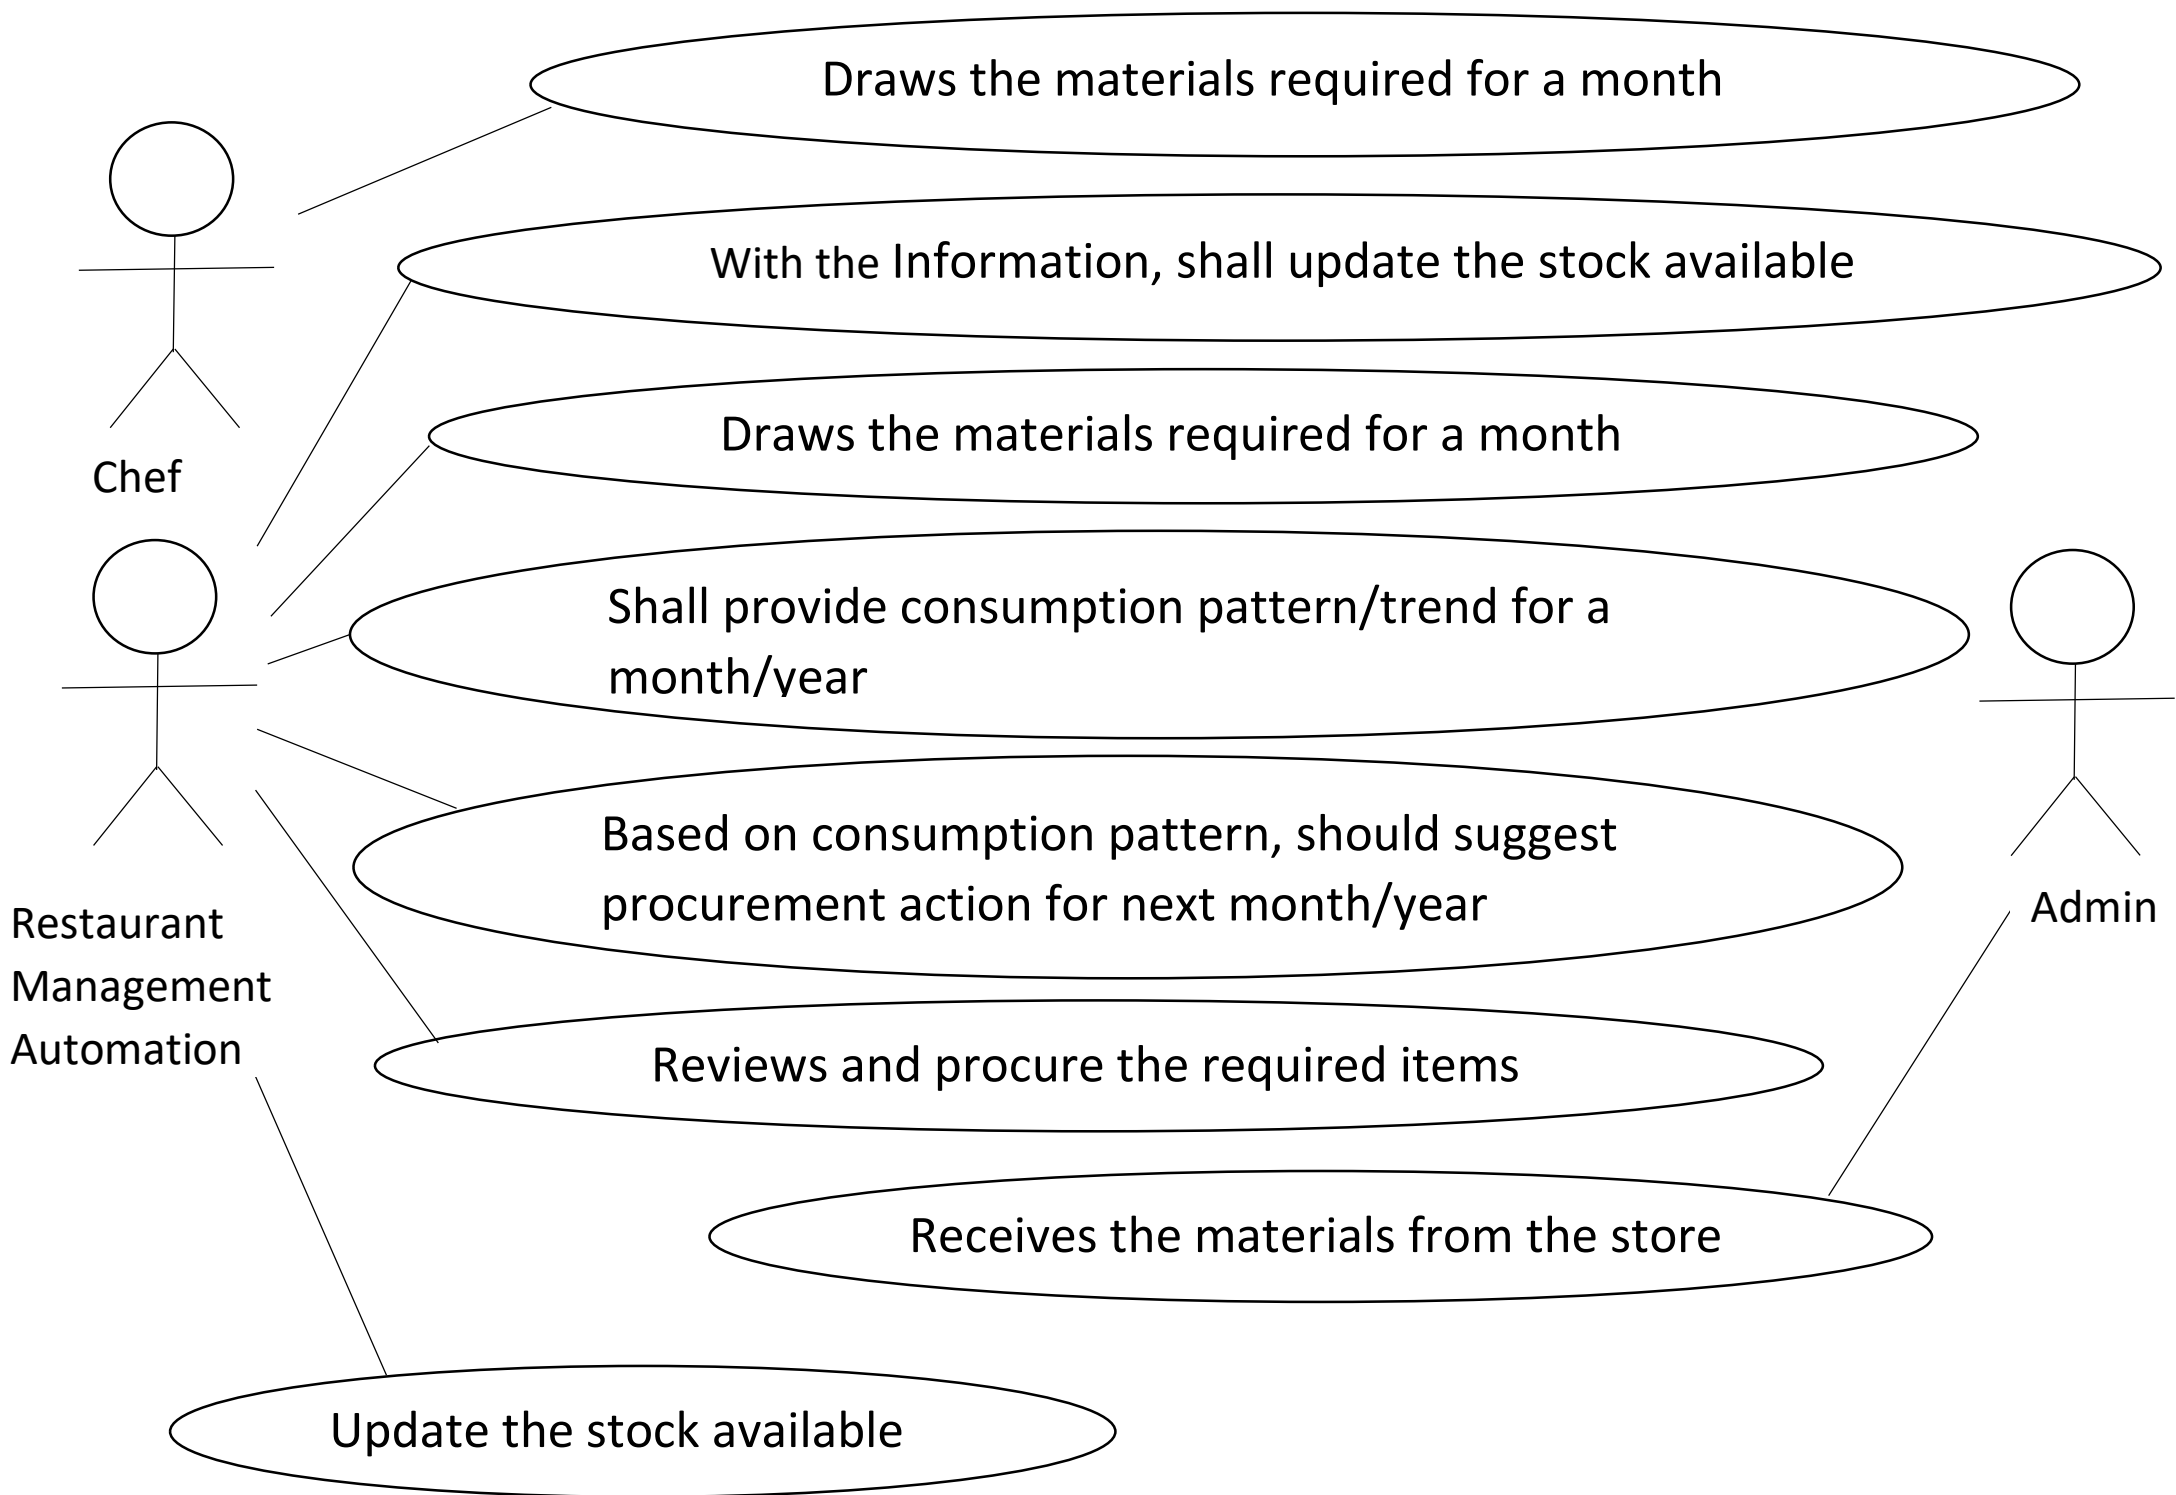 Draws the materials required for a month
With the Information, shall update the stock available
Draws the materials required for a month
Chef
Shall provide consumption pattern/trend for a
month/year
Based on consumption pattern, should suggest
procurement action for next month/year
Restaurant
Management
Automation
Admin
Reviews and procure the required items
Receives the materials from the store
Update the stock available